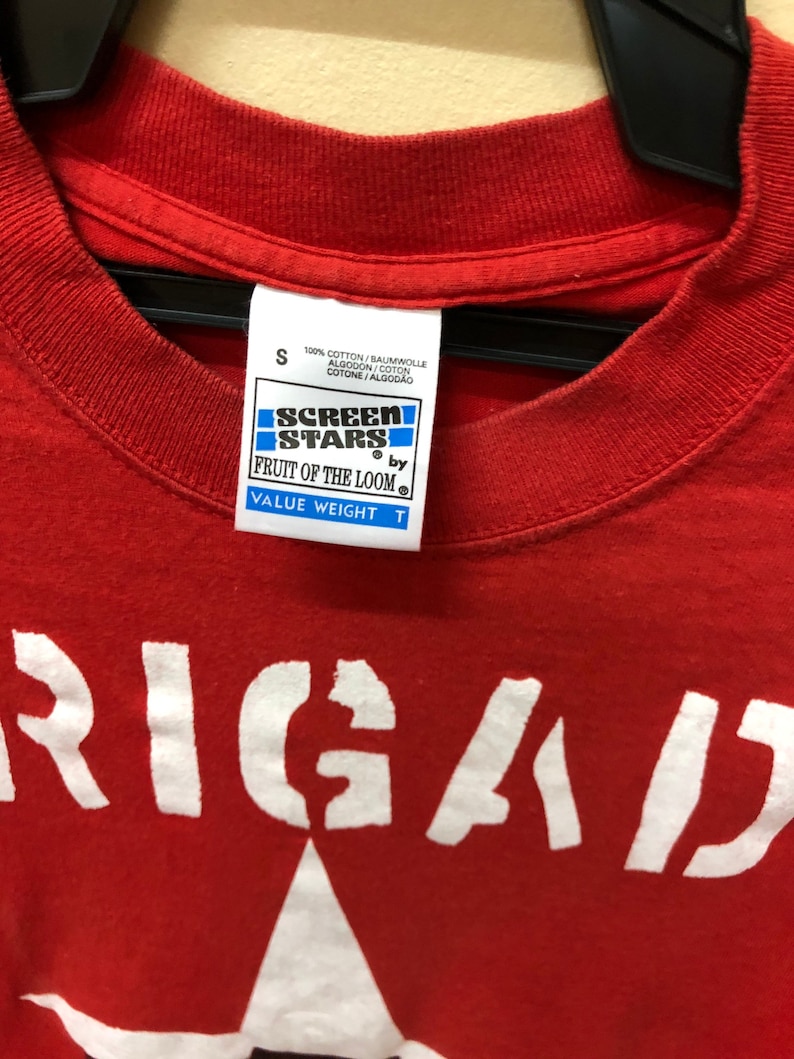 S 100% COTTON / BAUMWOLLE
ALGODON / COTON
COTONE / ALGODÃO
SCREEN
STARS ®
by
FRUIT OF THE LOOM ®
VALUE WEIGHT T
RIGAD